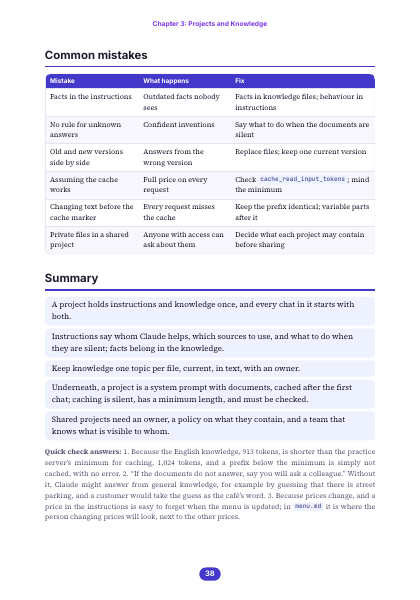 Chapter 3: Projects and Knowledge
Common mistakes
Mistake What happens Fix
Facts in the instructions Outdated facts nobody sees Facts in knowledge files; behaviour in instructions
No rule for unknown answers Confident inventions Say what to do when the documents are silent
Old and new versions side by side Answers from the wrong version Replace files; keep one current version
Assuming the cache works Full price on every request Check cache_read_input_tokens; mind the minimum
Changing text before the cache marker Every request misses the cache Keep the prefix identical; variable parts after it
Private files in a shared project Anyone with access can ask about them Decide what each project may contain before sharing
Summary
A project holds instructions and knowledge once, and every chat in it starts with
both.
Instructions say whom Claude helps, which sources to use, and what to do when
they are silent; facts belong in the knowledge.
Keep knowledge one topic per file, current, in text, with an owner.
Underneath, a project is a system prompt with documents, cached after the first
chat; caching is silent, has a minimum length, and must be checked.
Shared projects need an owner, a policy on what they contain, and a team that
knows what is visible to whom.
Quick check answers: 1. Because the English knowledge, 913 tokens, is shorter than the practice
server's minimum for caching, 1,024 tokens, and a prefix below the minimum is simply not
cached, with no error. 2. "If the documents do not answer, say you will ask a colleague." Without
it, Claude might answer from general knowledge, for example by guessing that there is street
parking, and a customer would take the guess as the café's word. 3. Because prices change, and a
price in the instructions is easy to forget when the menu is updated; in menu.md it is where the
person changing prices will look, next to the other prices.
38